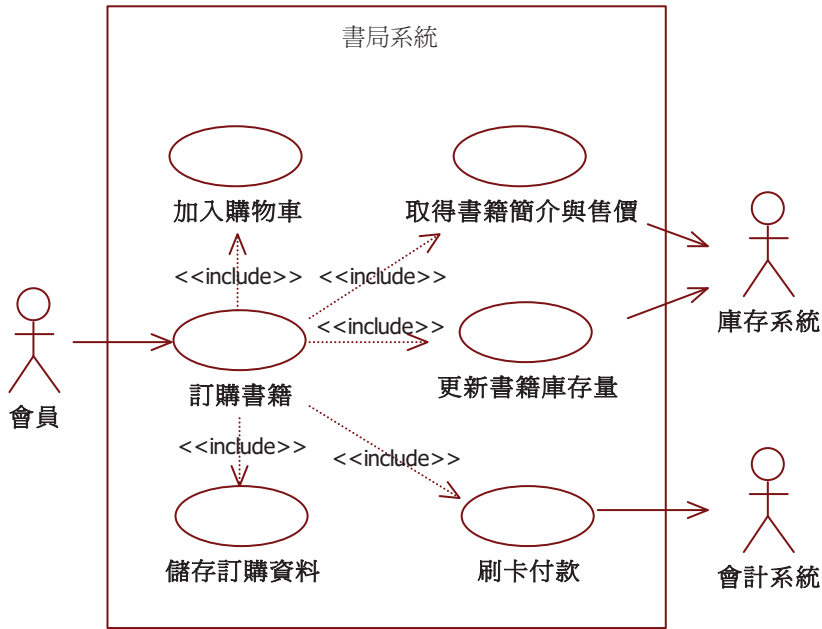 書局系統
加入購物車
取得書籍簡介與售價
<<include>>
<<include>>
<<include>>
庫存系統
會員
訂購書籍
更新書籍庫存量
<<include>>
<<include>>
儲存訂購資料
刷卡付款
會計系統